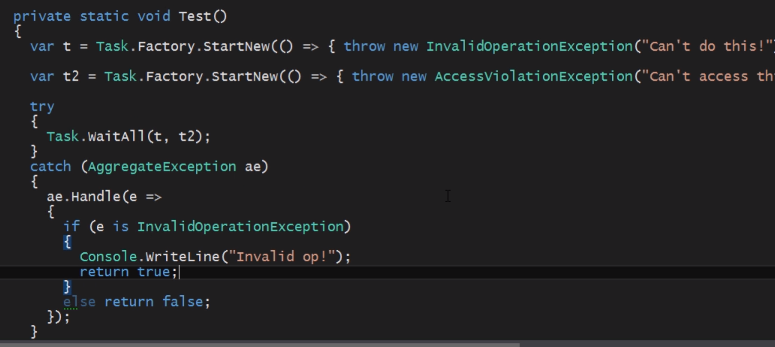 private static void Test()
{
var t = Task.Factory.StartNew(() => { throw new InvalidOperationException("Can't do this!"
var t2 = Task.Factory.StartNew(() => { throw new AccessViolationException("Can't access th
try
{
Task.WaitAll(t, t2);
}
catch (AggregateException ae)
{
ae.Handle(e =>
{
if (e is InvalidOperationException)
{
Console.WriteLine("Invalid op!");
return true;
}
else return false;
});
}